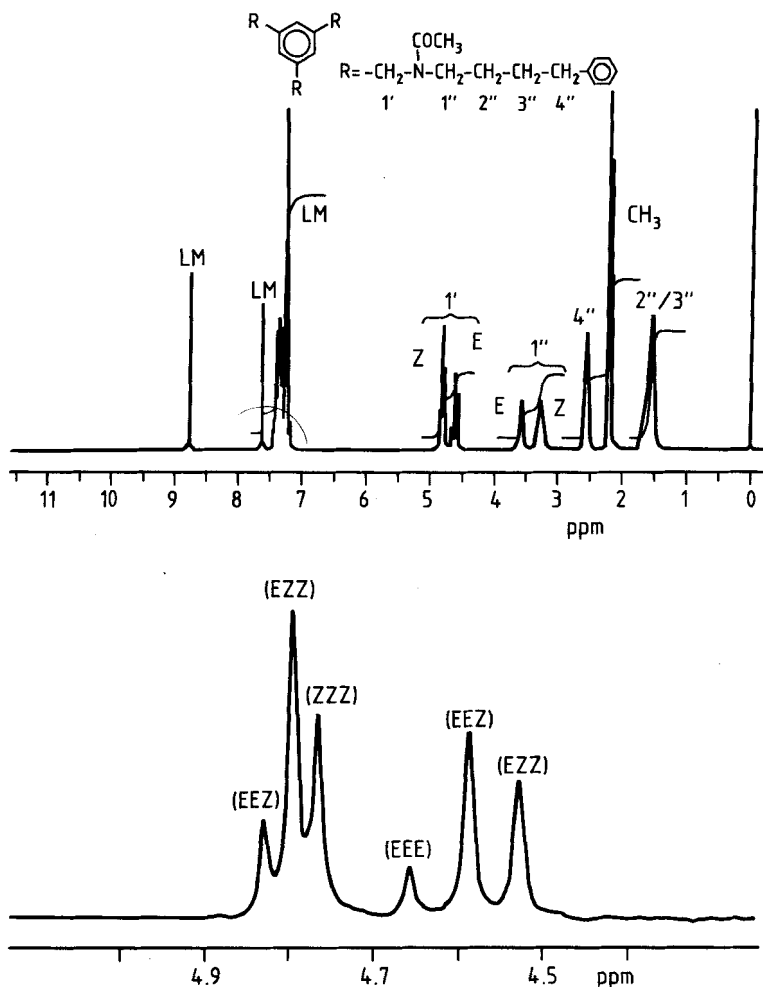 R R
R
COCH₃
R= -CH₂-N-CH₂-CH₂-CH₂-CH₂-
1' 1'' 2'' 3'' 4''
LM
LM
LM
CH₃
1'
Z E
1''
E Z
4''
2''/3''
11 10 9 8 7 6 5 4 3 2 1 0
ppm
(EZZ)
(ZZZ)
(EEZ)
(EEZ)
(EZZ)
(EEE)
4.9 4.7 4.5 ppm